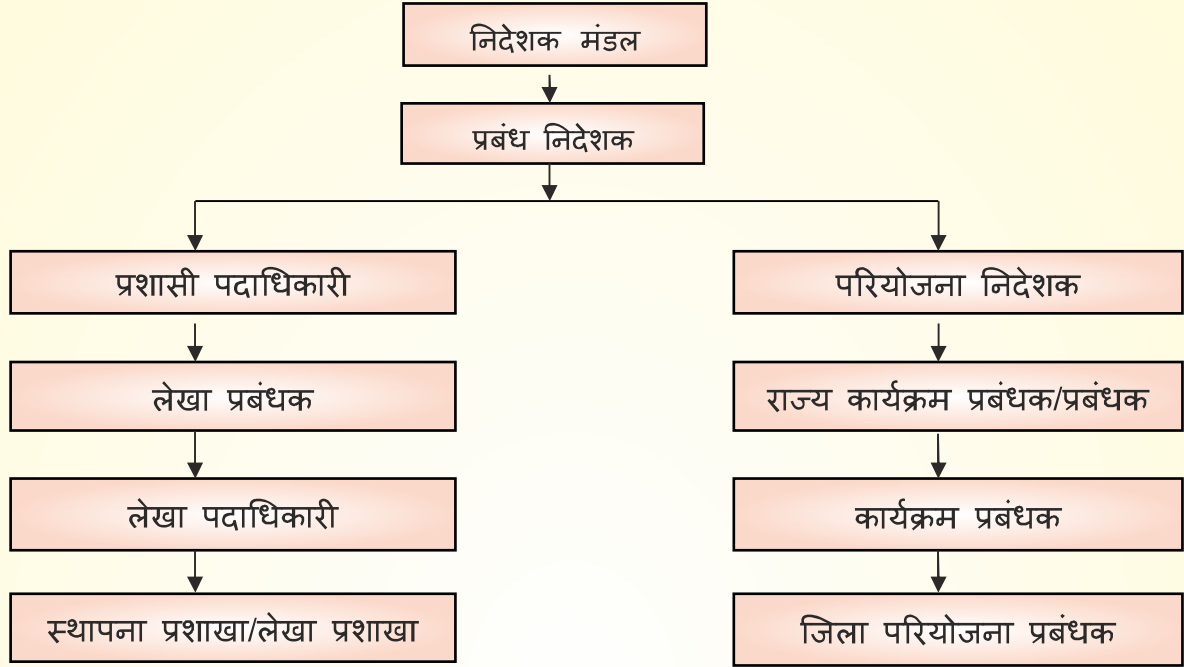 निदेशक मंडल
प्रबंध निदेशक
प्रशासी पदाधिकारी
परियोजना निदेशक
लेखा प्रबंधक
राज्य कार्यक्रम प्रबंधक/प्रबंधक
लेखा पदाधिकारी
कार्यक्रम प्रबंधक
स्थापना प्रशाखा/लेखा प्रशाखा
जिला परियोजना प्रबंधक